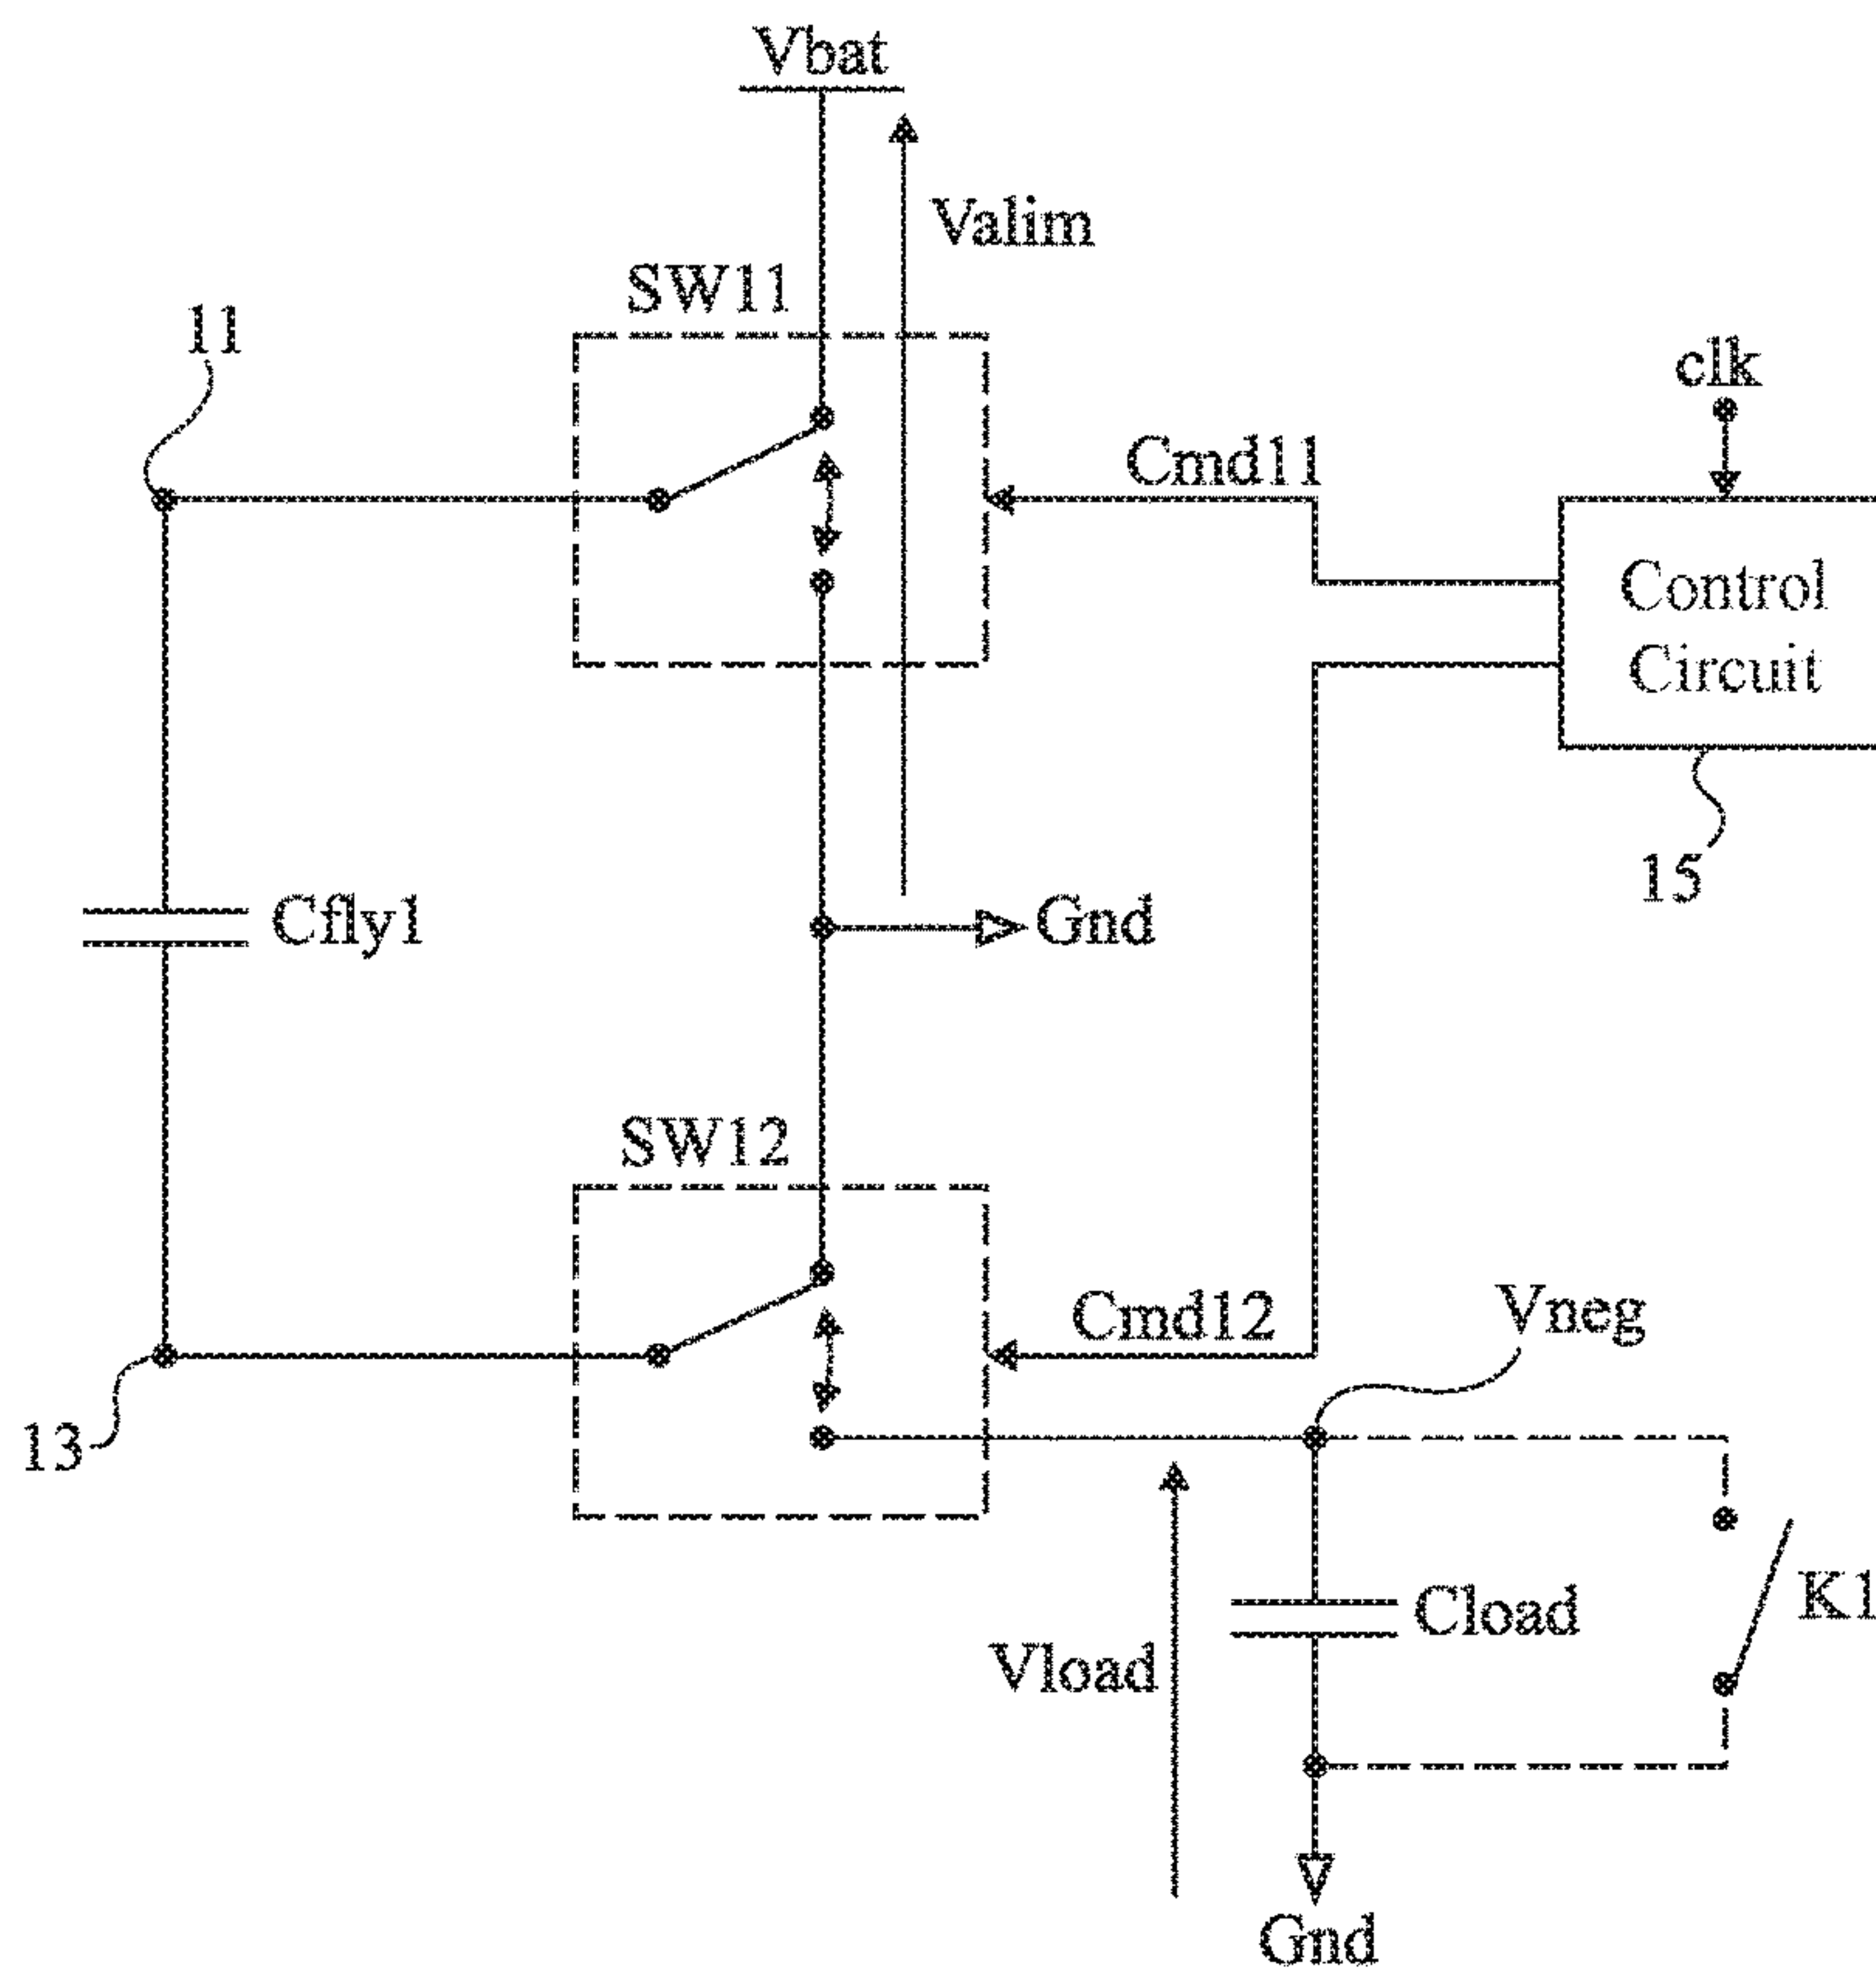 Vbat
Valim
SW11
11
clk
Cmd11
Control
Circuit
15
Cfly1
Gnd
SW12
Cmd12
Vneg
13
K1
Cload
Vload
Gnd